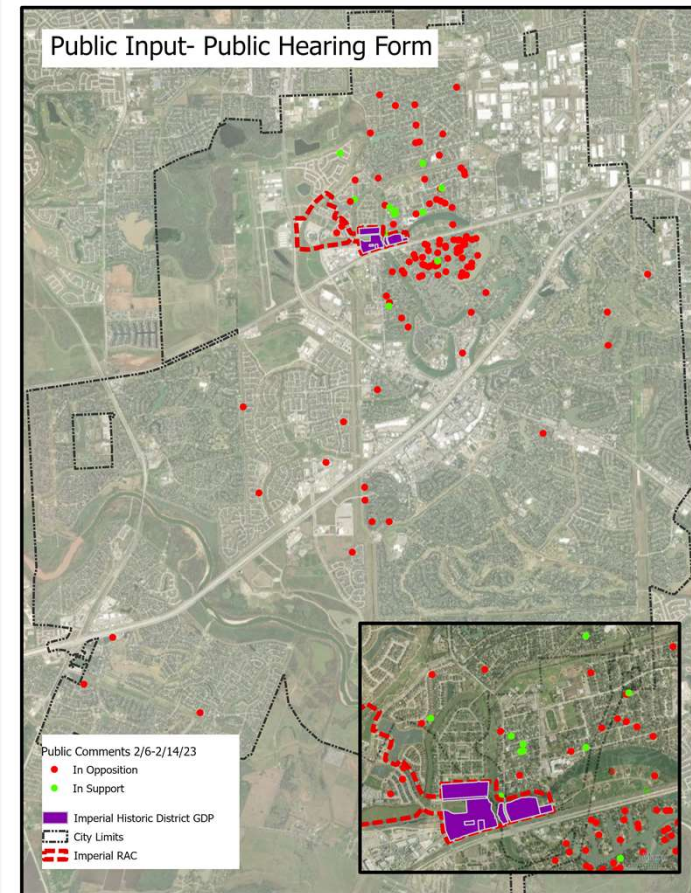 Public Input- Public Hearing Form
Public Comments 2/6-2/14/23
In Opposition
In Support
Imperial Historic District GDP
City Limits
Imperial RAC